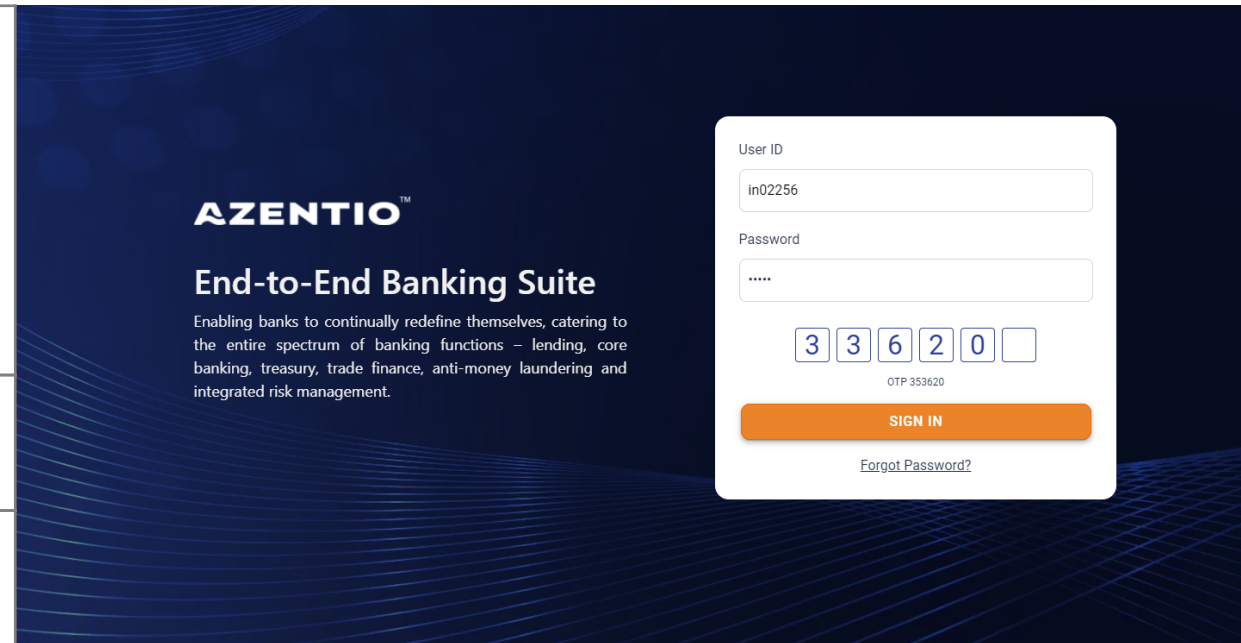 AZENTIO™
End-to-End Banking Suite
Enabling banks to continually redefine themselves, catering to
the entire spectrum of banking functions – lending, core
banking, treasury, trade finance, anti-money laundering and
integrated risk management.
User ID
in02256
Password
•••••
3 3 6 2 0
OTP 353620
SIGN IN
Forgot Password?